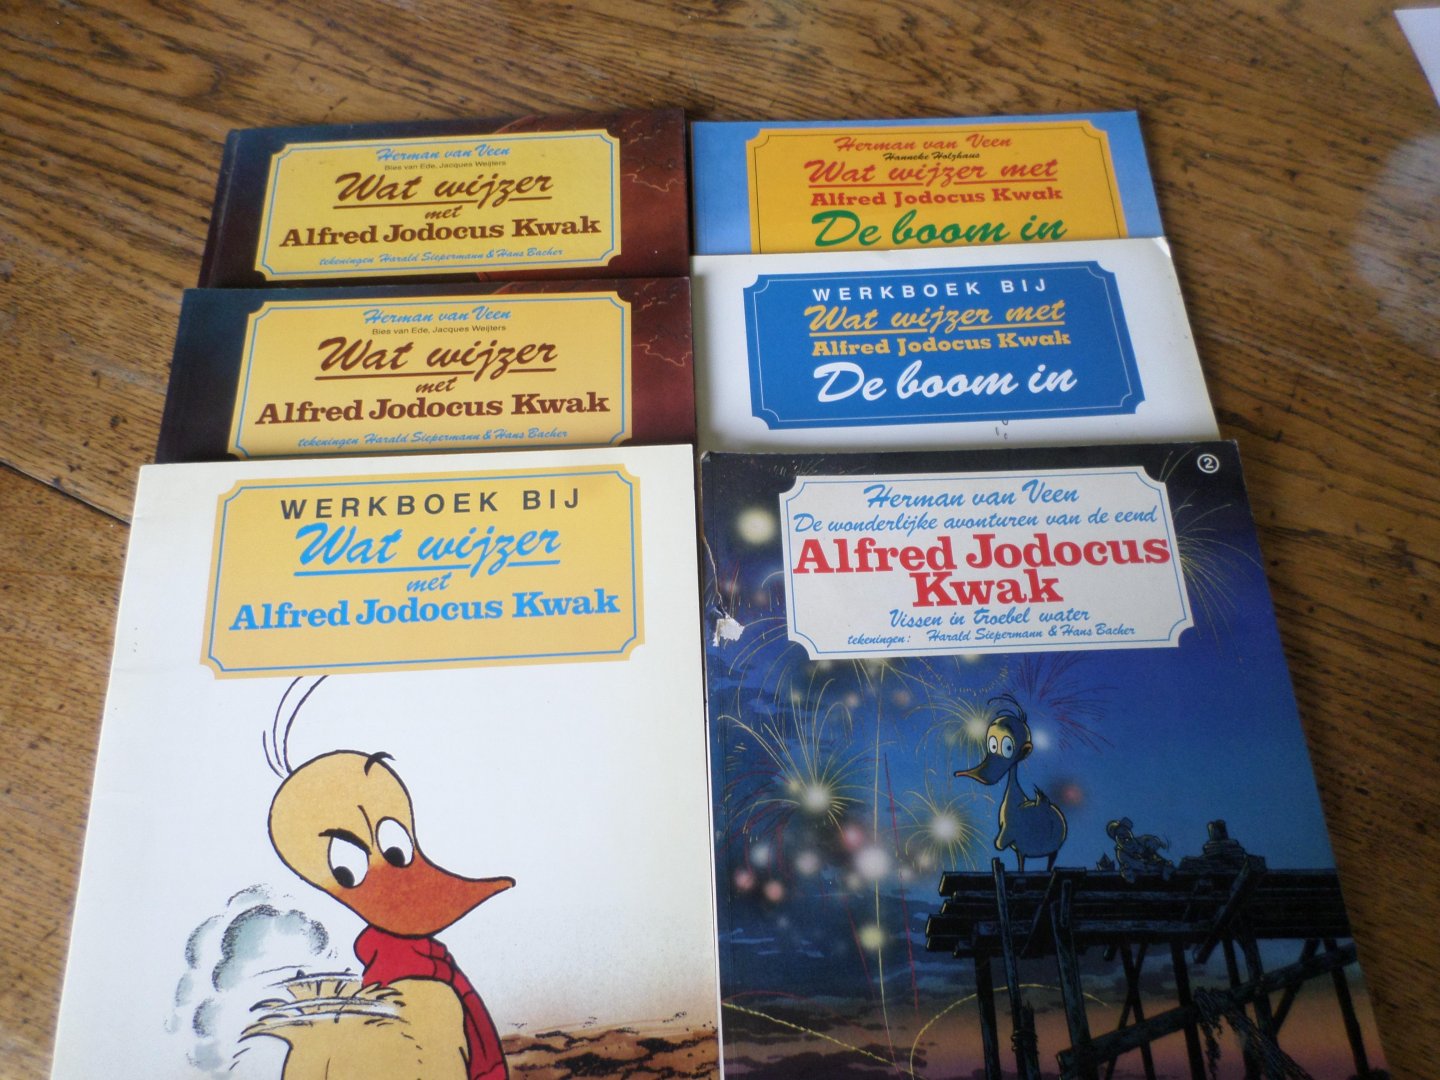 Herman van Veen
Bies van Ede, Jacques Weijters
Wat wijzer
met
Alfred Jodocus Kwak
tekeningen Harald Siepermann & Hans Bacher
Herman van Veen
Hanneke Holzhaus
Wat wijzer met
Alfred Jodocus Kwak
De boom in
Herman van Veen
Bies van Ede, Jacques Weijters
Wat wijzer
met
Alfred Jodocus Kwak
tekeningen Harald Siepermann & Hans Bacher
WERKBOEK BIJ
Wat wijzer met
Alfred Jodocus Kwak
De boom in
WERKBOEK BIJ
Wat wijzer
met
Alfred Jodocus Kwak
2
Herman van Veen
De wonderlijke avonturen van de eend
Alfred Jodocus
Kwak
Vissen in troebel water
tekeningen: Harald Siepermann & Hans Bacher